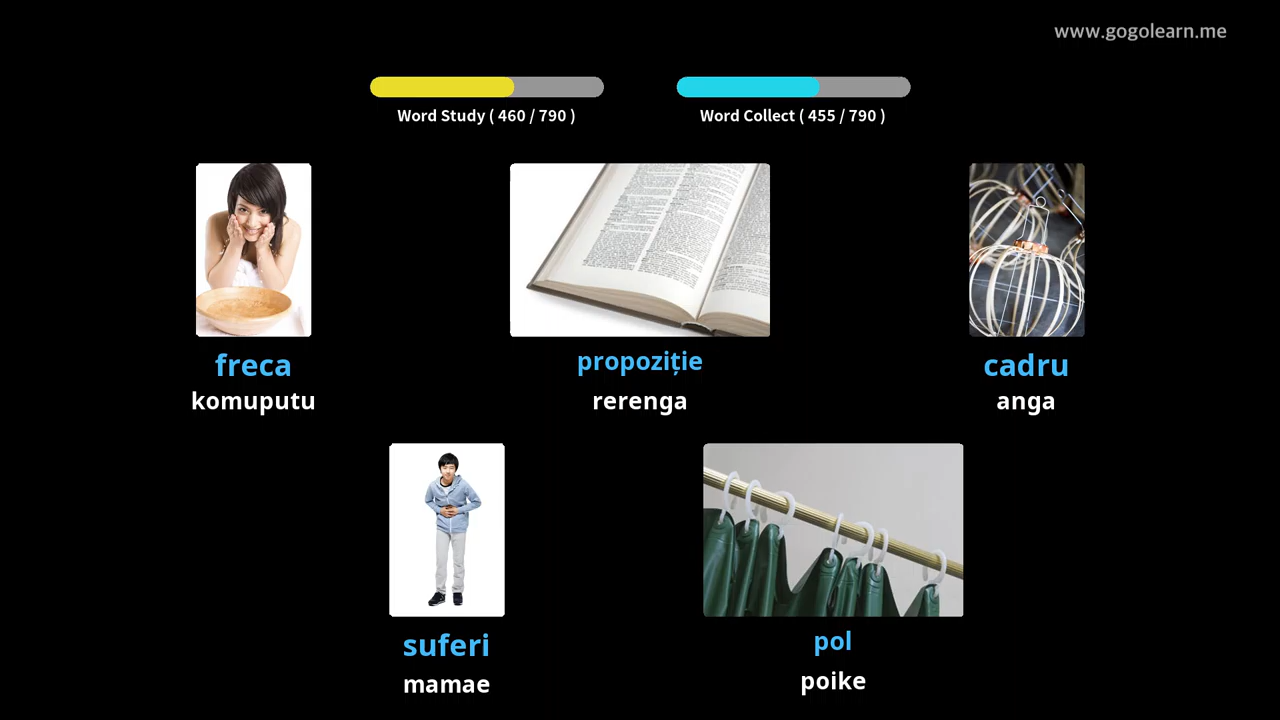 www.gogolearn.me
Word Study ( 460 / 790 )
Word Collect ( 455 / 790 )
freca
komuputu
propoziție
rerenga
cadru
anga
suferi
mamae
pol
poike